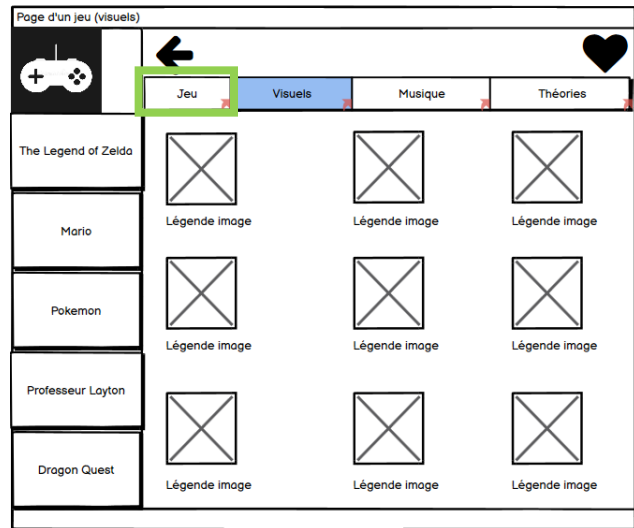 Page d'un jeu (visuels)
Jeu
Visuels
Musique
Théories
The Legend of Zelda
Mario
Pokemon
Professeur Layton
Dragon Quest
Légende image
Légende image
Légende image
Légende image
Légende image
Légende image
Légende image
Légende image
Légende image